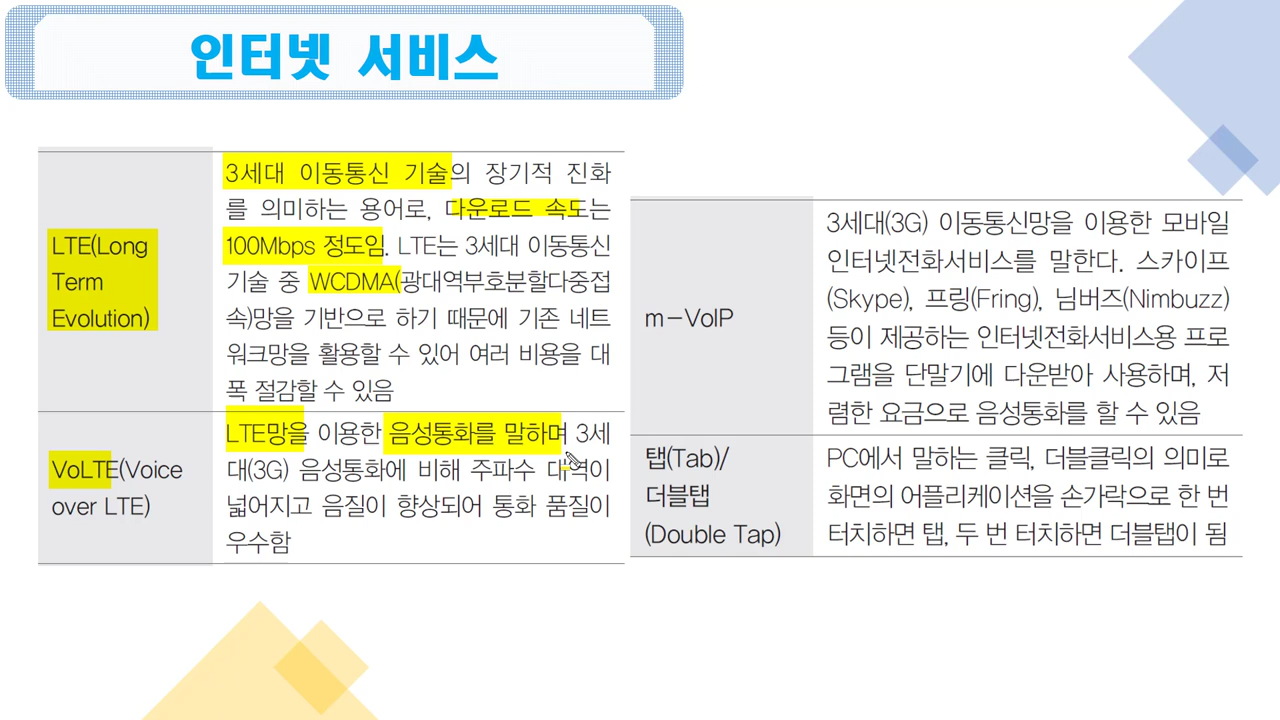 인터넷 서비스
LTE(Long
Term
Evolution)
3세대 이동통신 기술의 장기적 진화
를 의미하는 용어로, 다운로드 속도는
100Mbps 정도임. LTE는 3세대 이동통신
기술 중 WCDMA(광대역부호분할다중접
속)망을 기반으로 하기 때문에 기존 네트
워크망을 활용할 수 있어 여러 비용을 대
폭 절감할 수 있음
VoLTE(Voice
over LTE)
LTE망을 이용한 음성통화를 말하며 3세
대(3G) 음성통화에 비해 주파수 대역이
넓어지고 음질이 향상되어 통화 품질이
우수함
m-VoIP
3세대(3G) 이동통신망을 이용한 모바일
인터넷전화서비스를 말한다. 스카이프
(Skype), 프링(Fring), 님버즈(Nimbuzz)
등이 제공하는 인터넷전화서비스용 프로
그램을 단말기에 다운받아 사용하며, 저
렴한 요금으로 음성통화를 할 수 있음
탭(Tab)/
더블탭
(Double Tap)
PC에서 말하는 클릭, 더블클릭의 의미로
화면의 어플리케이션을 손가락으로 한 번
터치하면 탭, 두 번 터치하면 더블탭이 됨